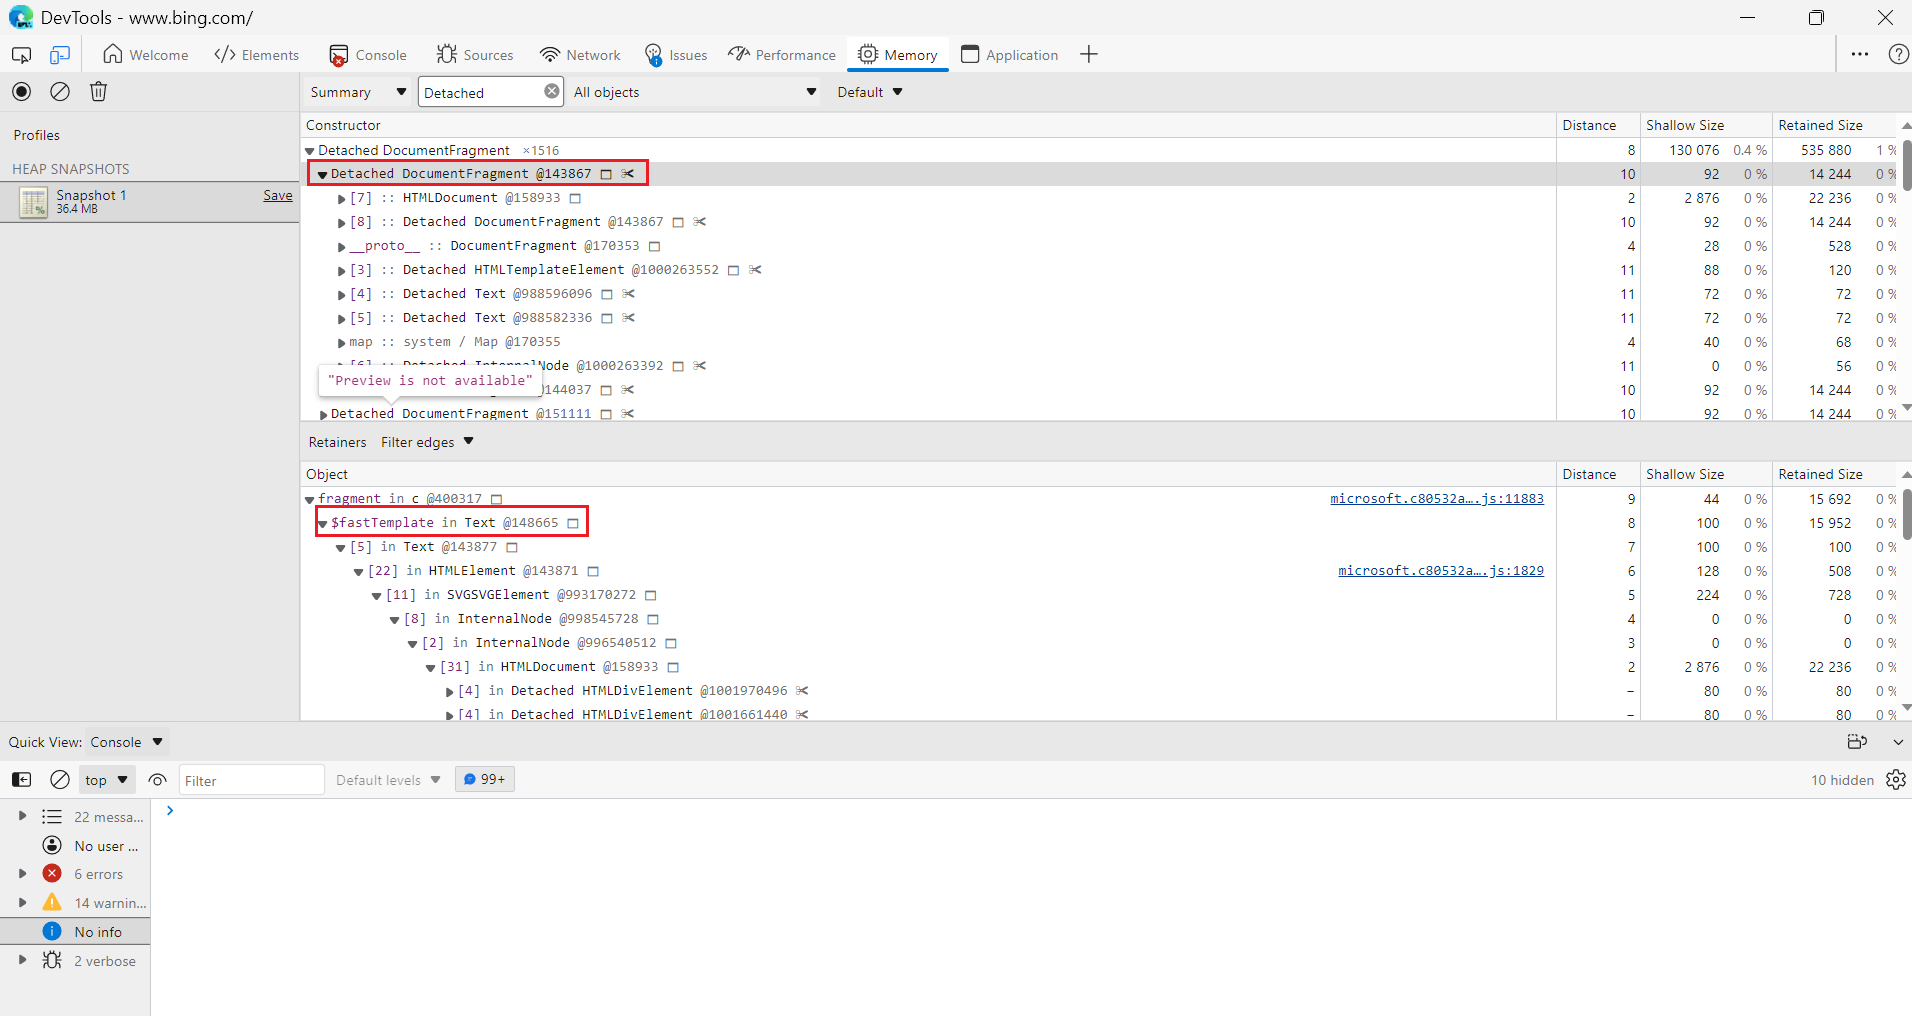 DevTools - www.bing.com/
Welcome Elements Console Sources Network Issues Performance Memory Application
Summary Detached All objects Default
Profiles
HEAP SNAPSHOTS
Snapshot 1 Save
36.4 MB
Constructor Distance Shallow Size Retained Size
Detached DocumentFragment ×1516 8 130 076 0.4 % 535 880 1 %
Detached DocumentFragment @143867 10 92 0 % 14 244 0 %
[7] :: HTMLDocument @158933 2 2 876 0 % 22 236 0 %
[8] :: Detached DocumentFragment @143867 10 92 0 % 14 244 0 %
__proto__ :: DocumentFragment @170353 4 28 0 % 528 0 %
[3] :: Detached HTMLTemplateElement @1000263552 11 88 0 % 120 0 %
[4] :: Detached Text @988596096 11 72 0 % 72 0 %
[5] :: Detached Text @988582336 11 72 0 % 72 0 %
map :: system / Map @170355 4 40 0 % 68 0 %
[6] :: Detached InternalNode @1000263392 11 0 0 % 56 0 %
"Preview is not available"
@144037 10 92 0 % 14 244 0 %
Detached DocumentFragment @151111 10 92 0 % 14 244 0 %
Retainers Filter edges
Object Distance Shallow Size Retained Size
fragment in c @400317 microsoft.c80532a….js:11883 9 44 0 % 15 692 0 %
$fastTemplate in Text @148665 8 100 0 % 15 952 0 %
[5] in Text @143877 7 100 0 % 100 0 %
[22] in HTMLElement @143871 microsoft.c80532a….js:1829 6 128 0 % 508 0 %
[11] in SVGSVGElement @993170272 5 224 0 % 728 0 %
[8] in InternalNode @998545728 4 0 0 % 0 0 %
[2] in InternalNode @996540512 3 0 0 % 0 0 %
[31] in HTMLDocument @158933 2 2 876 0 % 22 236 0 %
[4] in Detached HTMLDivElement @1001970496 – 80 0 % 80 0 %
[4] in Detached HTMLDivElement @1001661440 – 80 0 % 80 0 %
Quick View: Console
top Filter Default levels 99+ 10 hidden
22 messa...
No user ...
6 errors
14 warnin...
No info
2 verbose